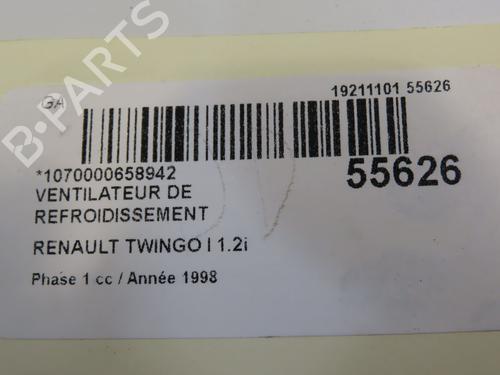 GA
19211101 55626
*1070000658942
55626
VENTILATEUR DE
REFROIDISSEMENT
RENAULT TWINGO I 1.2i
Phase 1 cc / Année 1998
B-PARTS